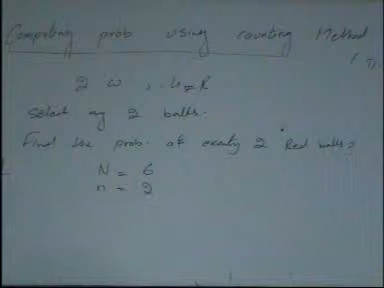 Computing prob using counting Method
2 W,
Select any 2 balls.
Find the prob. of exactly 2 Red balls?
N = 6
n = 2